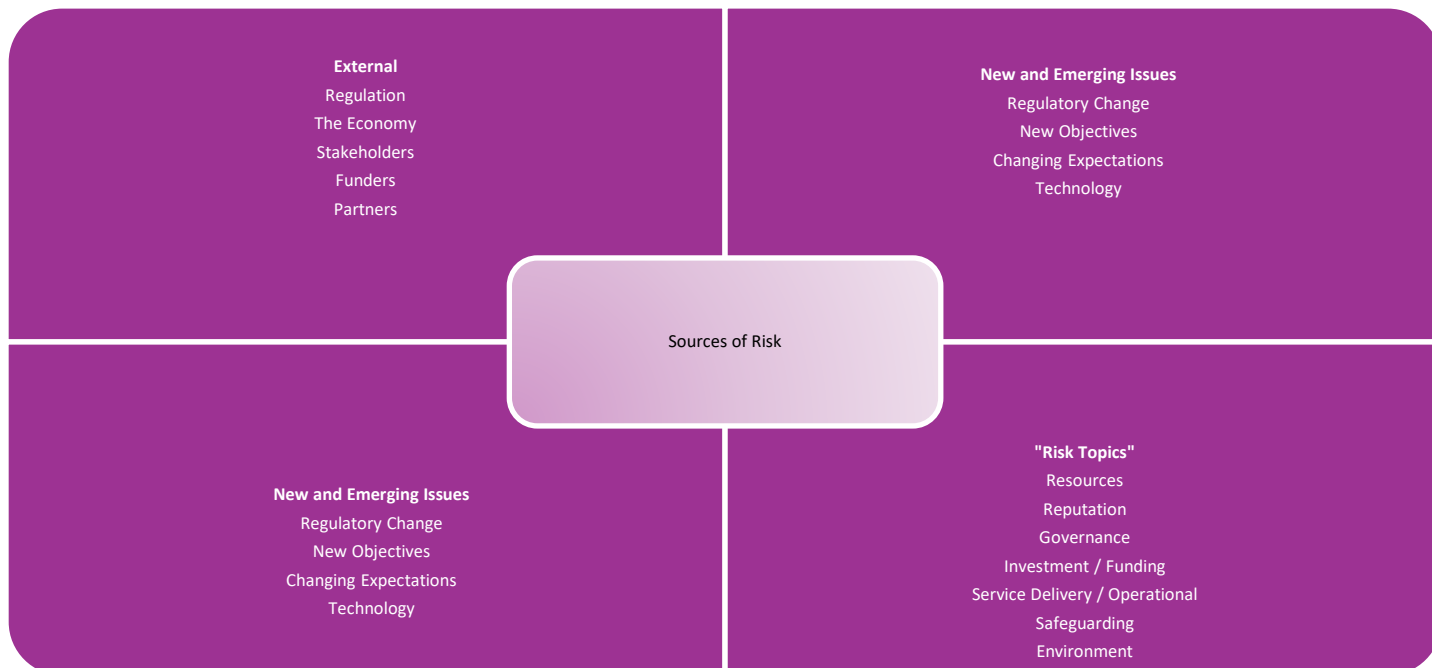 External
Regulation
The Economy
Stakeholders
Funders
Partners
New and Emerging Issues
Regulatory Change
New Objectives
Changing Expectations
Technology
Sources of Risk
New and Emerging Issues
Regulatory Change
New Objectives
Changing Expectations
Technology
"Risk Topics"
Resources
Reputation
Governance
Investment / Funding
Service Delivery / Operational
Safeguarding
Environment